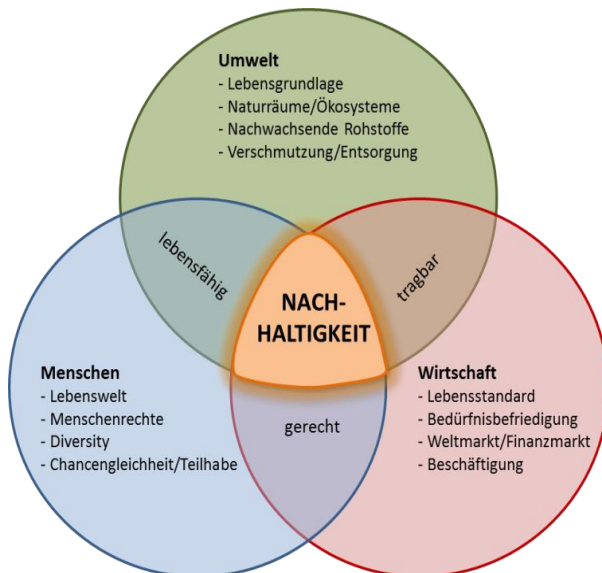 Umwelt
- Lebensgrundlage
- Naturräume/Ökosysteme
- Nachwachsende Rohstoffe
- Verschmutzung/Entsorgung
lebensfähig
tragbar
NACH-
HALTIGKEIT
Menschen
- Lebenswelt
- Menschenrechte
- Diversity
- Chancengleichheit/Teilhabe
gerecht
Wirtschaft
- Lebensstandard
- Bedürfnisbefriedigung
- Weltmarkt/Finanzmarkt
- Beschäftigung